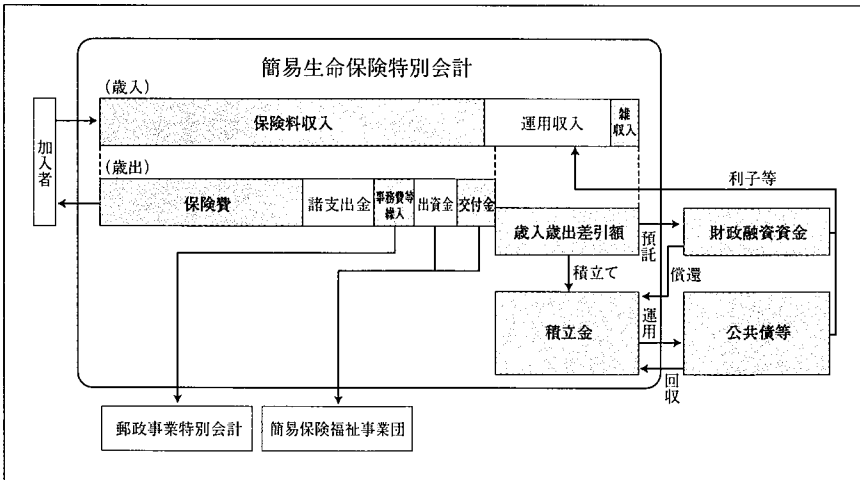 簡易生命保険特別会計
(歳入)
保険料収入
運用収入
雑
収入
加入者
(歳出)
保険費
諸支出金
事務費等
繰入
出資金
交付金
利子等
歳入歳出差引額
預託
財政融資資金
積立て
償還
積立金
運用
公共債等
回収
郵政事業特別会計
簡易保険福祉事業団